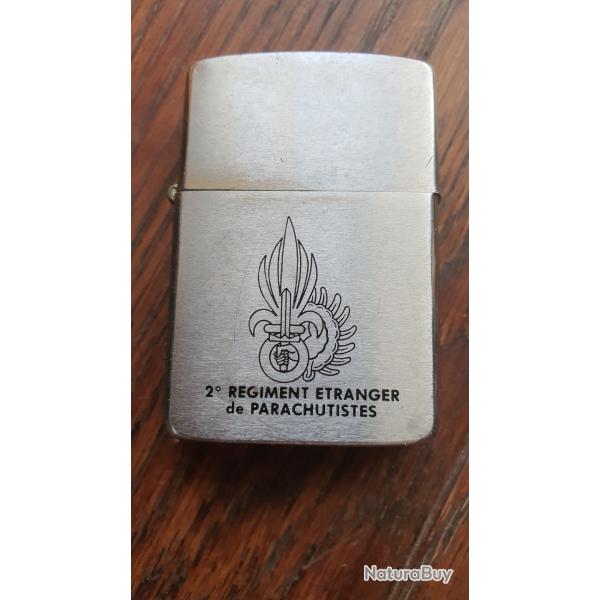 2° REGIMENT ETRANGER
de PARACHUTISTES
NaturaBuy